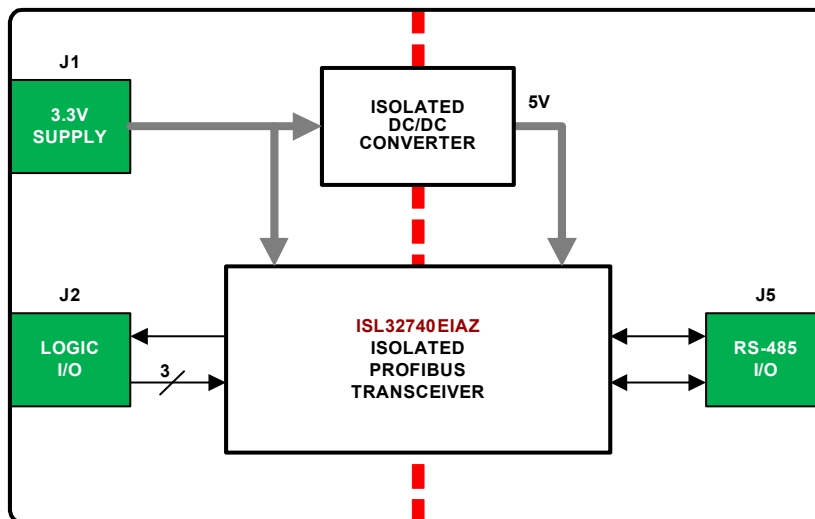 J1
3.3V
SUPPLY
ISOLATED
DC/DC
CONVERTER
5V
J2
LOGIC
I/O
3
ISL32740EIAZ
ISOLATED
PROFIBUS
TRANSCEIVER
J5
RS-485
I/O